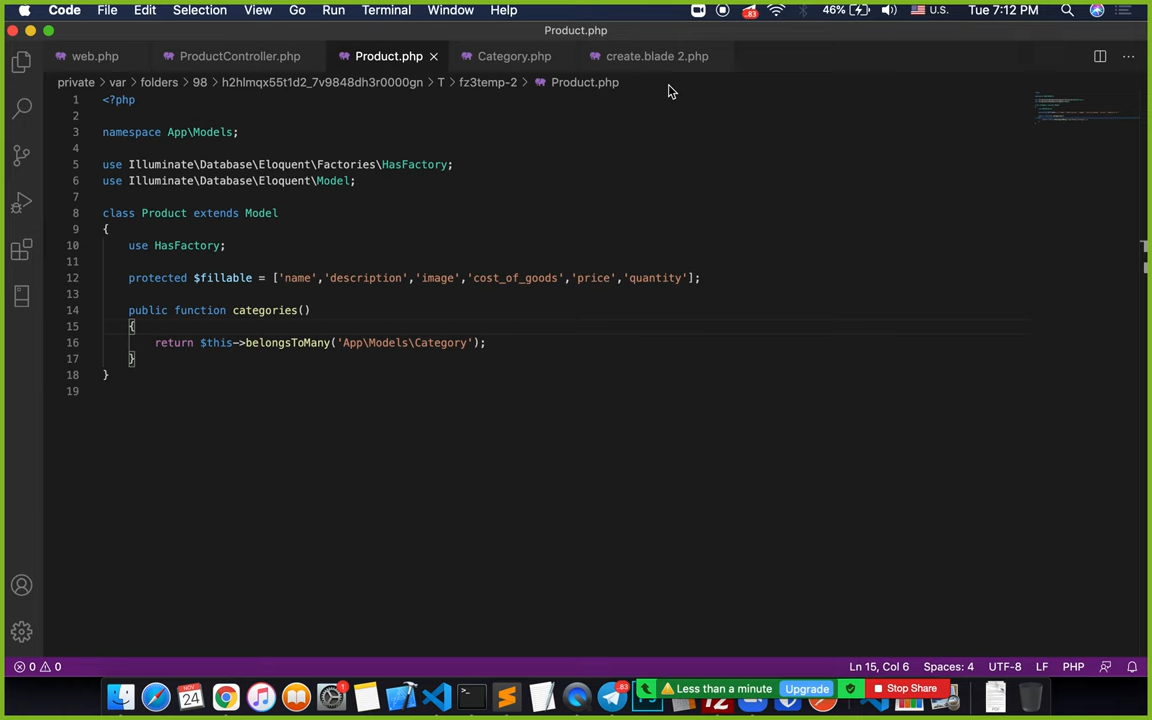 Code File Edit Selection View Go Run Terminal Window Help 83 46% U.S. Tue 7:12 PM
Product.php
web.php ProductController.php Product.php Category.php create.blade 2.php
private > var > folders > 98 > h2hlmqx55t1d2_7v9848dh3r0000gn > T > fz3temp-2 > Product.php
1 <?php
2
3 namespace App\Models;
4
5 use Illuminate\Database\Eloquent\Factories\HasFactory;
6 use Illuminate\Database\Eloquent\Model;
7
8 class Product extends Model
9 {
10 use HasFactory;
11
12 protected $fillable = ['name','description','image','cost_of_goods','price','quantity'];
13
14 public function categories()
15 {
16 return $this->belongsToMany('App\Models\Category');
17 }
18 }
19
0 0 Ln 15, Col 6 Spaces: 4 UTF-8 LF PHP
NOV 24 1 83 Less than a minute Upgrade Stop Share